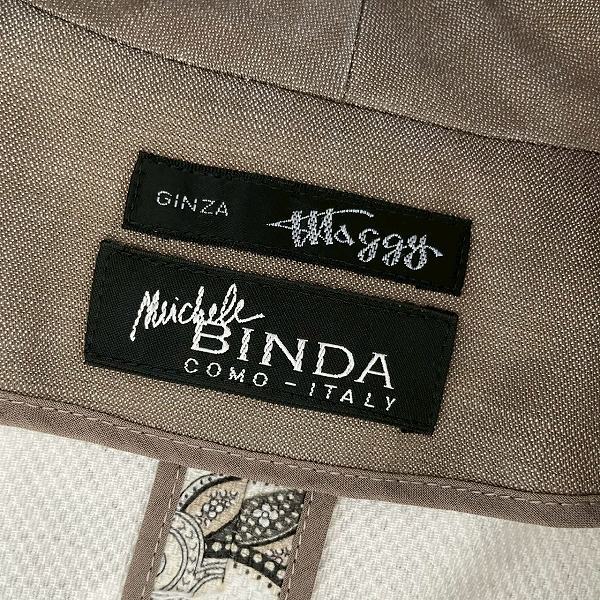 GINZA Maggy
Michele
BINDA
COMO - ITALY